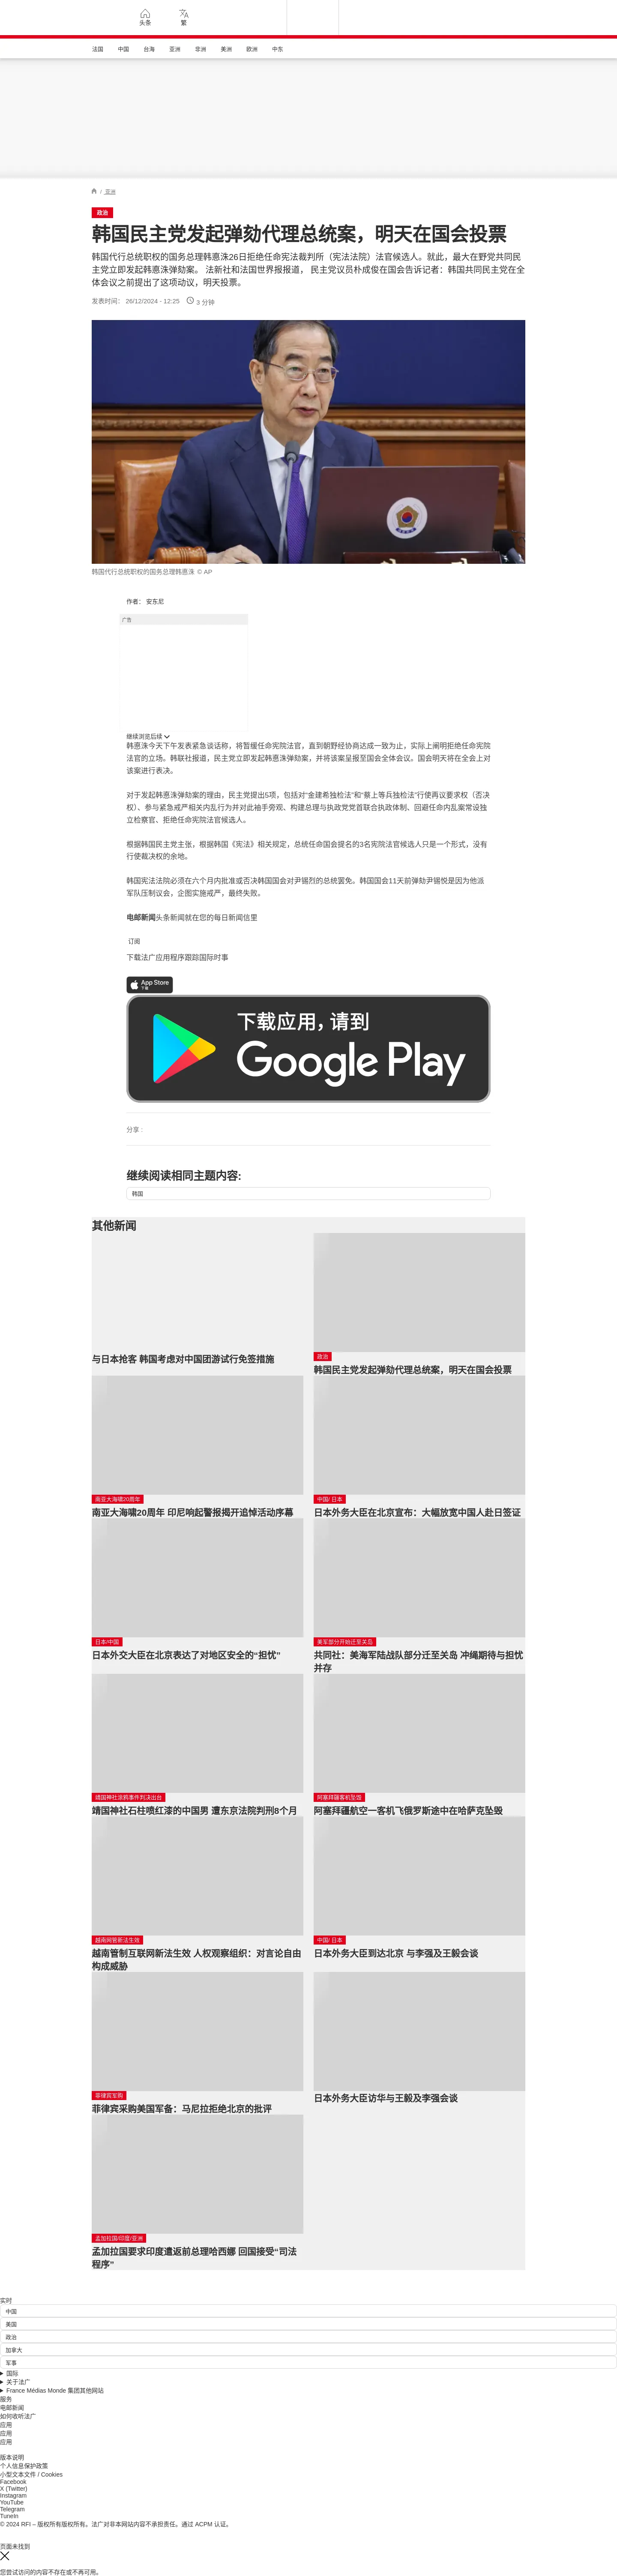 头条
繁
法国
中国
台海
亚洲
非洲
美洲
欧洲
中东
/ 亚洲
政治
韩国民主党发起弹劾代理总统案，明天在国会投票
韩国代行总统职权的国务总理韩悳洙26日拒绝任命宪法裁判所（宪法法院）法官候选人。就此，最大在野党共同民
主党立即发起韩悳洙弹劾案。 法新社和法国世界报报道， 民主党议员朴成俊在国会告诉记者：韩国共同民主党在全
体会议之前提出了这项动议，明天投票。
发表时间： 26/12/2024 - 12:25
3 分钟
韩国代行总统职权的国务总理韩悳洙 © AP
作者： 安东尼
广告
继续浏览后续
韩悳洙今天下午发表紧急谈话称，将暂缓任命宪院法官，直到朝野经协商达成一致为止，实际上阐明拒绝任命宪院
法官的立场。韩联社报道，民主党立即发起韩悳洙弹劾案，并将该案呈报至国会全体会议。国会明天将在全会上对
该案进行表决。
对于发起韩悳洙弹劾案的理由，民主党提出5项，包括对“金建希独检法”和“蔡上等兵独检法”行使再议要求权（否决
权）、参与紧急戒严相关内乱行为并对此袖手旁观、构建总理与执政党党首联合执政体制、回避任命内乱案常设独
立检察官、拒绝任命宪院法官候选人。
根据韩国民主党主张，根据韩国《宪法》相关规定，总统任命国会提名的3名宪院法官候选人只是一个形式，没有
行使裁决权的余地。
韩国宪法法院必须在六个月内批准或否决韩国国会对尹锡烈的总统罢免。韩国国会11天前弹劾尹锡悦是因为他派
军队压制议会，企图实施戒严，最终失败。
电邮新闻头条新闻就在您的每日新闻信里
订阅
下载法广应用程序跟踪国际时事
App Store
下载
下载应用，请到
Google Play
分享 :
继续阅读相同主题内容:
韩国
其他新闻
与日本抢客 韩国考虑对中国团游试行免签措施
政治
韩国民主党发起弹劾代理总统案，明天在国会投票
南亚大海啸20周年
南亚大海啸20周年 印尼响起警报揭开追悼活动序幕
中国/ 日本
日本外务大臣在北京宣布：大幅放宽中国人赴日签证
日本/中国
日本外交大臣在北京表达了对地区安全的“担忧”
美军部分开始迁至关岛
共同社：美海军陆战队部分迁至关岛 冲绳期待与担忧
并存
靖国神社涂鸦事件判决出台
靖国神社石柱喷红漆的中国男 遭东京法院判刑8个月
阿塞拜疆客机坠毁
阿塞拜疆航空一客机飞俄罗斯途中在哈萨克坠毁
越南网管新法生效
越南管制互联网新法生效 人权观察组织：对言论自由
构成威胁
中国/ 日本
日本外务大臣到达北京 与李强及王毅会谈
菲律宾军购
菲律宾采购美国军备：马尼拉拒绝北京的批评
日本外务大臣访华与王毅及李强会谈
孟加拉国/印度/亚洲
孟加拉国要求印度遣返前总理哈西娜 回国接受“司法
程序”
实时
中国
美国
政治
加拿大
军事
国际
关于法广
France Médias Monde 集团其他网站
服务
电邮新闻
如何收听法广
应用
应用
应用
版本说明
个人信息保护政策
小型文本文件 / Cookies
Facebook
X (Twitter)
Instagram
YouTube
Telegram
TuneIn
© 2024 RFI – 版权所有版权所有。法广对非本网站内容不承担责任。通过 ACPM 认证。
页面未找到
您尝试访问的内容不存在或不再可用。